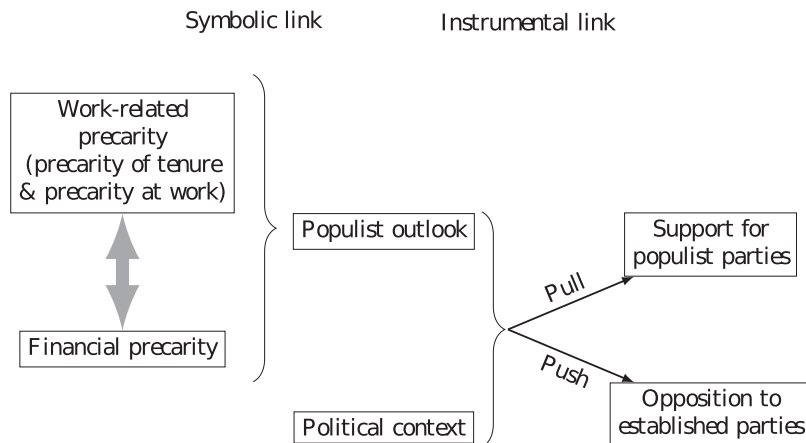 Symbolic link
Instrumental link
Work-related
precarity
(precarity of tenure
& precarity at work)
Populist outlook
Support for
populist parties
Pull
Financial precarity
Push
Political context
Opposition to
established parties